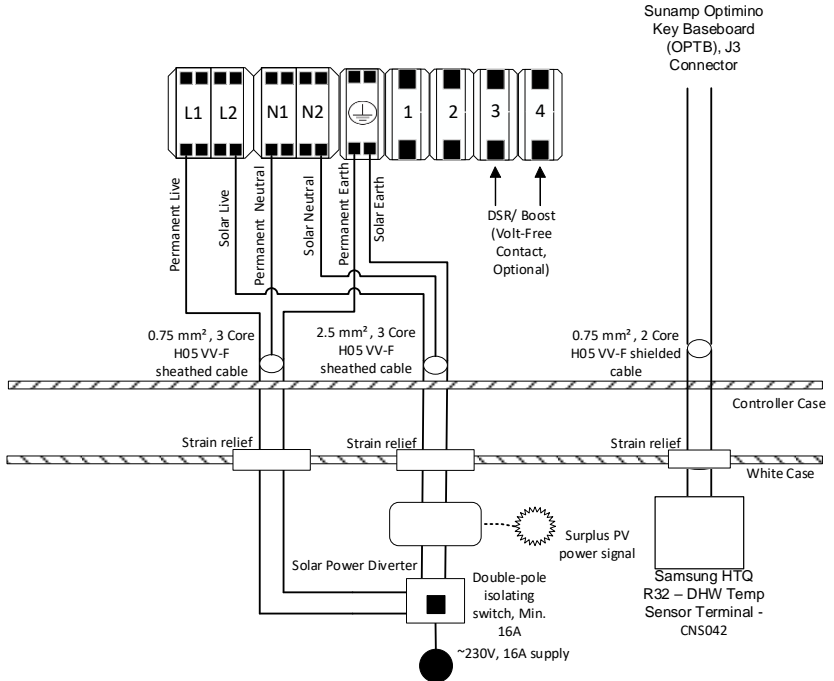 Sunamp Optimino
Key Baseboard
(OPTB), J3
Connector
L1
L2
N1
N2
1
2
3
4
Permanent Live
Solar Live
Permanent Neutral
Solar Neutral
Permanent Earth
Solar Earth
DSR/ Boost
(Volt-Free
Contact,
Optional)
0.75 mm², 3 Core
H05 VV-F
sheathed cable
2.5 mm², 3 Core
H05 VV-F
sheathed cable
0.75 mm², 2 Core
H05 VV-F shielded
cable
Controller Case
Strain relief
Strain relief
Strain relief
White Case
Surplus PV
power signal
Solar Power Diverter
Double-pole
isolating
switch, Min.
16A
~230V, 16A supply
Samsung HTQ
R32 – DHW Temp
Sensor Terminal -
CNS042